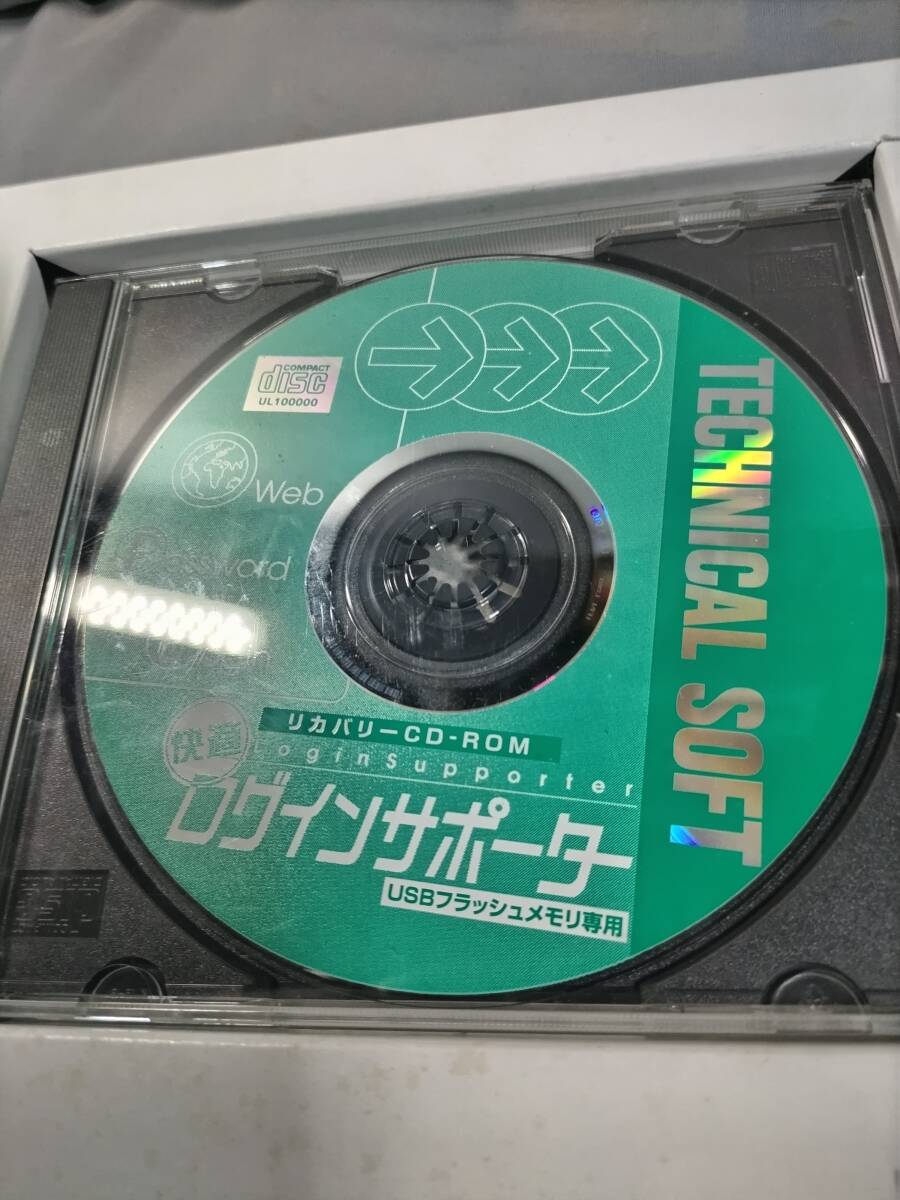 COMPACT
disc
UL100000
Web
リカバリーCD-ROM
快適
LoginSupporter
ログインサポーター
USBフラッシュメモリ専用
TECHNICAL SOFT